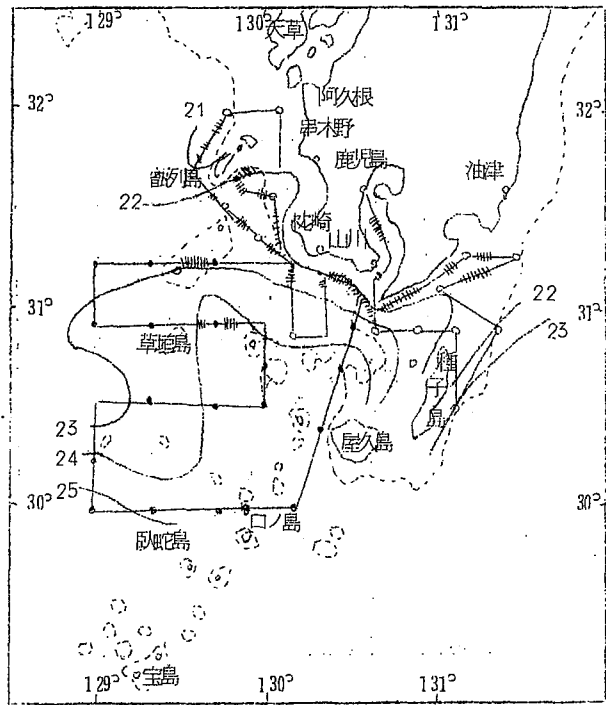 129° 130° 131°
天草
32° 32°
阿久根
21
串木野
鹿児島
甑列島 油津
22
枕崎
山川
31° 31°
22
草垣島 23
種子島
23
屋久島
24
25
30° 30°
口ノ島
臥蛇島
宝島
129° 130° 131°